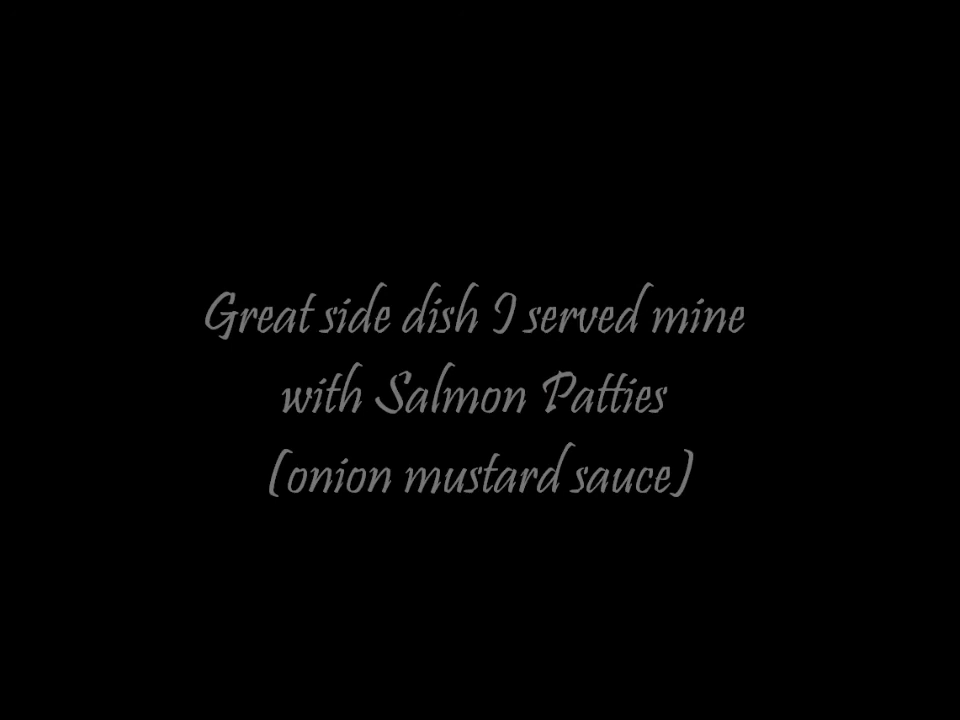 Great side dish I served mine
with Salmon Patties
(onion mustard sauce)